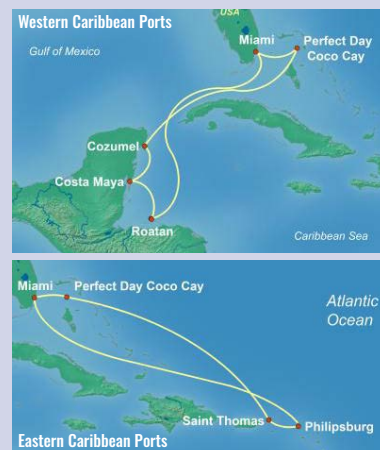 Western Caribbean Ports
USA
Gulf of Mexico
Miami
Perfect Day
Coco Cay
Cozumel
Costa Maya
Roatan
Caribbean Sea
Miami
Perfect Day Coco Cay
Atlantic
Ocean
Saint Thomas
Philipsburg
Eastern Caribbean Ports